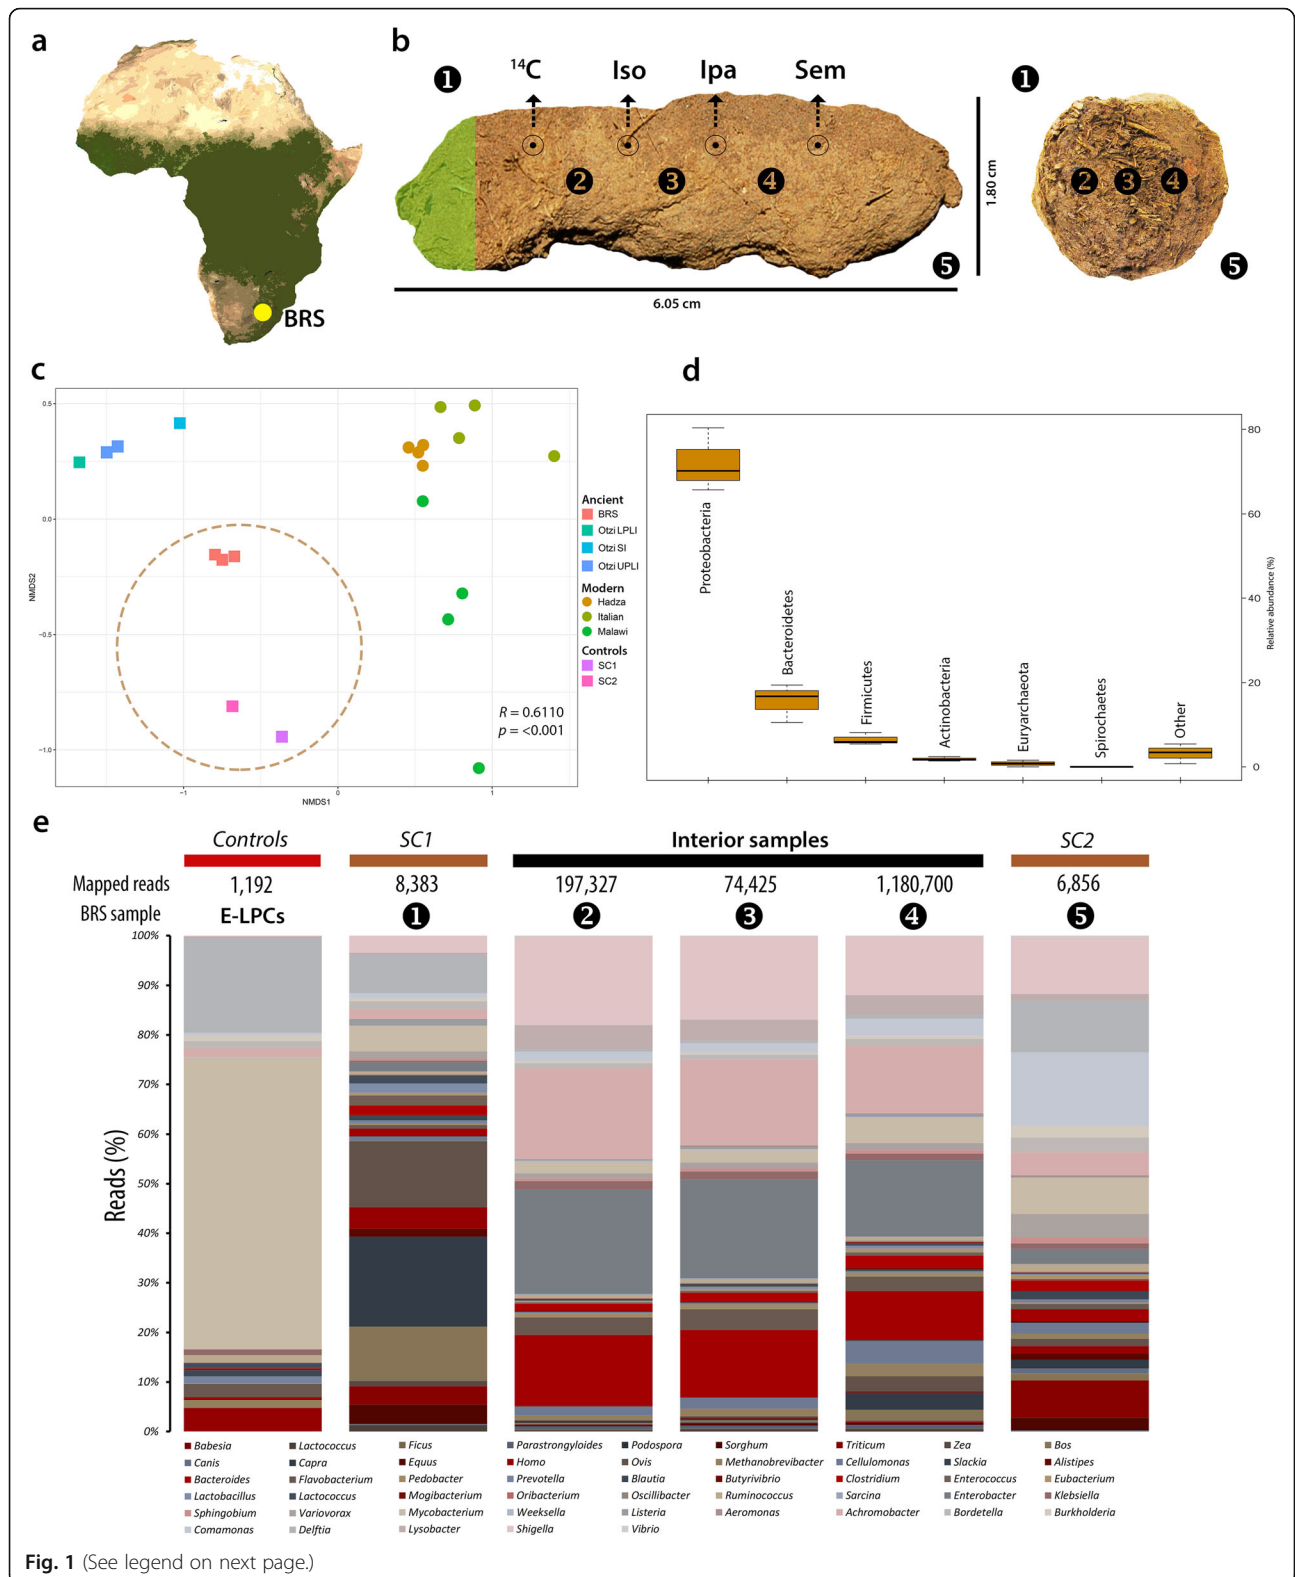 a
BRS
b
❶
14C Iso Ipa Sem
❷ ❸ ❹
❺
6.05 cm
1.80 cm
❶
❷ ❸ ❹
❺
c
0.5
0.0
−0.5
−1.0
NMDS2
−1 0 1
NMDS1
R = 0.6110
p = <0.001
Ancient
BRS
Otzi LPLI
Otzi SI
Otzi UPLI
Modern
Hadza
Italian
Malawi
Controls
SC1
SC2
d
Proteobacteria
Bacteroidetes
Firmicutes
Actinobacteria
Euryarchaeota
Spirochaetes
Other
80
60
40
20
0
Relative abundance (%)
e
Controls SC1 Interior samples SC2
Mapped reads 1,192 8,383 197,327 74,425 1,180,700 6,856
BRS sample E-LPCs ❶ ❷ ❸ ❹ ❺
100%
90%
80%
70%
60%
50%
40%
30%
20%
10%
0%
Reads (%)
Babesia Lactococcus Ficus Parastrongyloides Podospora Sorghum Triticum Zea Bos
Canis Capra Equus Homo Ovis Methanobrevibacter Cellulomonas Slackia Alistipes
Bacteroides Flavobacterium Pedobacter Prevotella Blautia Butyrivibrio Clostridium Enterococcus Eubacterium
Lactobacillus Lactococcus Mogibacterium Oribacterium Oscillibacter Ruminococcus Sarcina Enterobacter Klebsiella
Sphingobium Variovorax Mycobacterium Weeksella Listeria Aeromonas Achromobacter Bordetella Burkholderia
Comamonas Delftia Lysobacter Shigella Vibrio
Fig. 1 (See legend on next page.)